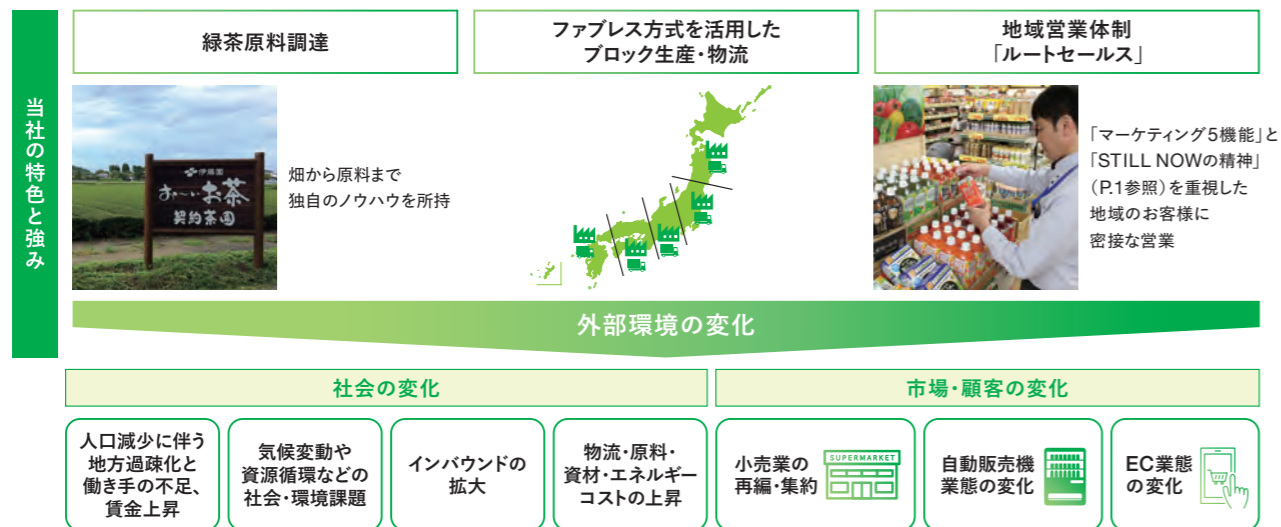 当社の特色と強み
緑茶原料調達
ファブレス方式を活用した
ブロック生産・物流
地域営業体制
「ルートセールス」
伊藤園
お〜いお茶
契約茶園
畑から原料まで
独自のノウハウを所持
「マーケティング5機能」と
「STILL NOWの精神」
(P.1参照)を重視した
地域のお客様に
密接な営業
外部環境の変化
社会の変化
市場・顧客の変化
人口減少に伴う
地方過疎化と
働き手の不足、
賃金上昇
気候変動や
資源循環などの
社会・環境課題
インバウンドの
拡大
物流・原料・
資材・エネルギー
コストの上昇
小売業の
再編・集約
SUPERMARKET
自動販売機
業態の変化
EC業態
の変化